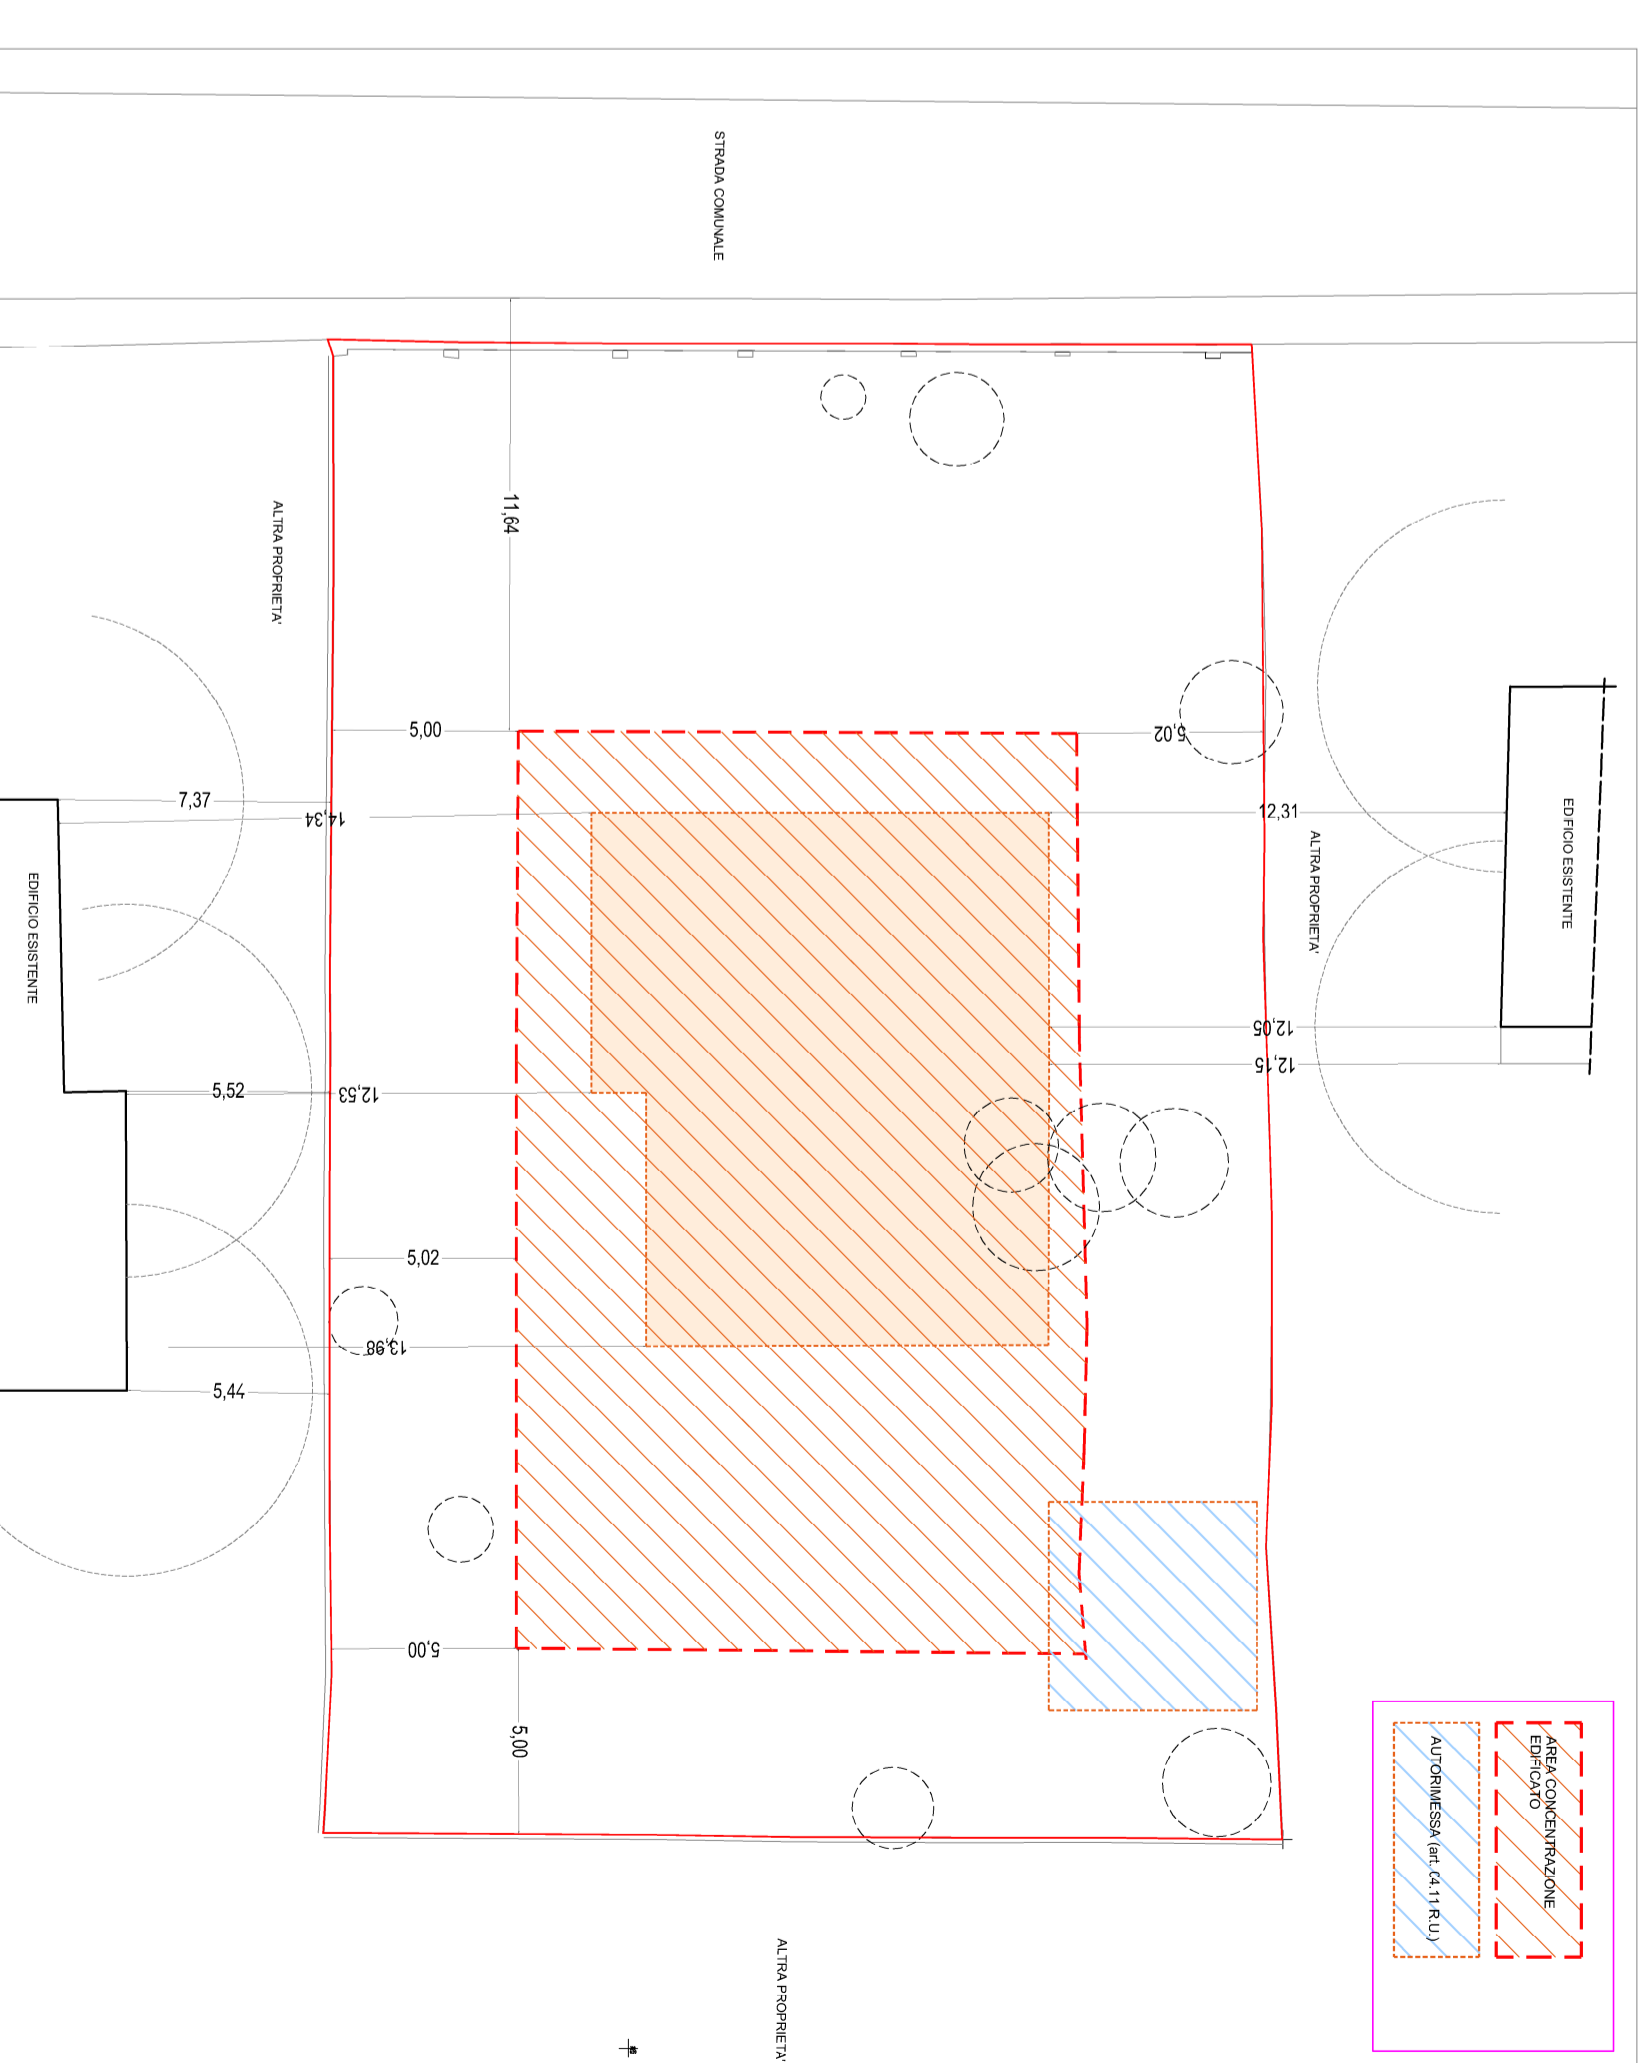 STRADA COMUNALE
11,64
ALTRA PROPRIETA'
5,00
5,02
7,37
14,34
12,31
EDIFICIO ESISTENTE
ALTRA PROPRIETA'
EDIFICIO ESISTENTE
12,05
12,15
5,52
12,53
5,02
13,98
5,44
5,00
5,00
AREA CONCENTRAZIONE
EDIFICATO
AUTORIMESSA (art. 64.11 R.U.)
ALTRA PROPRIETA'